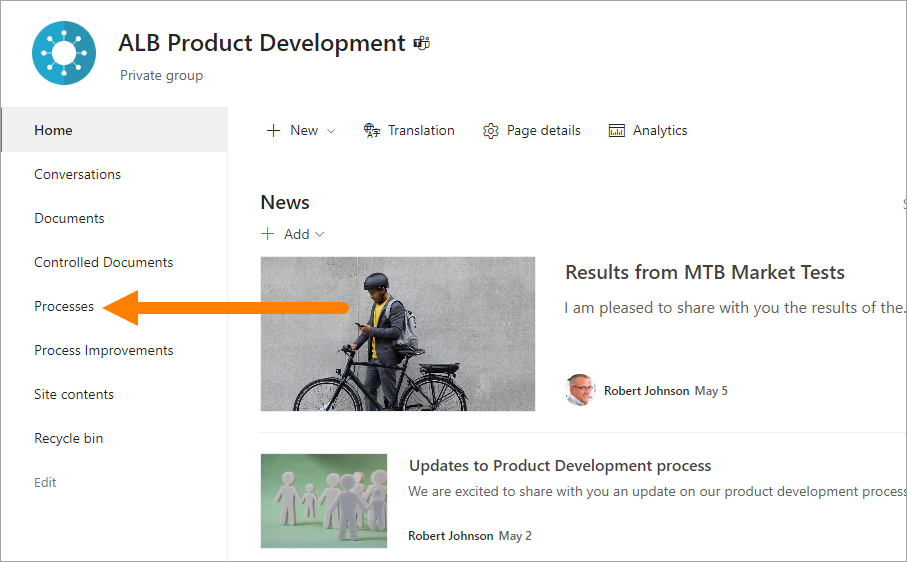 ALB Product Development
Private group
Home
Conversations
Documents
Controlled Documents
Processes
Process Improvements
Site contents
Recycle bin
Edit
New
Translation
Page details
Analytics
News
Add
Results from MTB Market Tests
I am pleased to share with you the results of the.
Robert Johnson May 5
Updates to Product Development process
We are excited to share with you an update on our product development process
Robert Johnson May 2